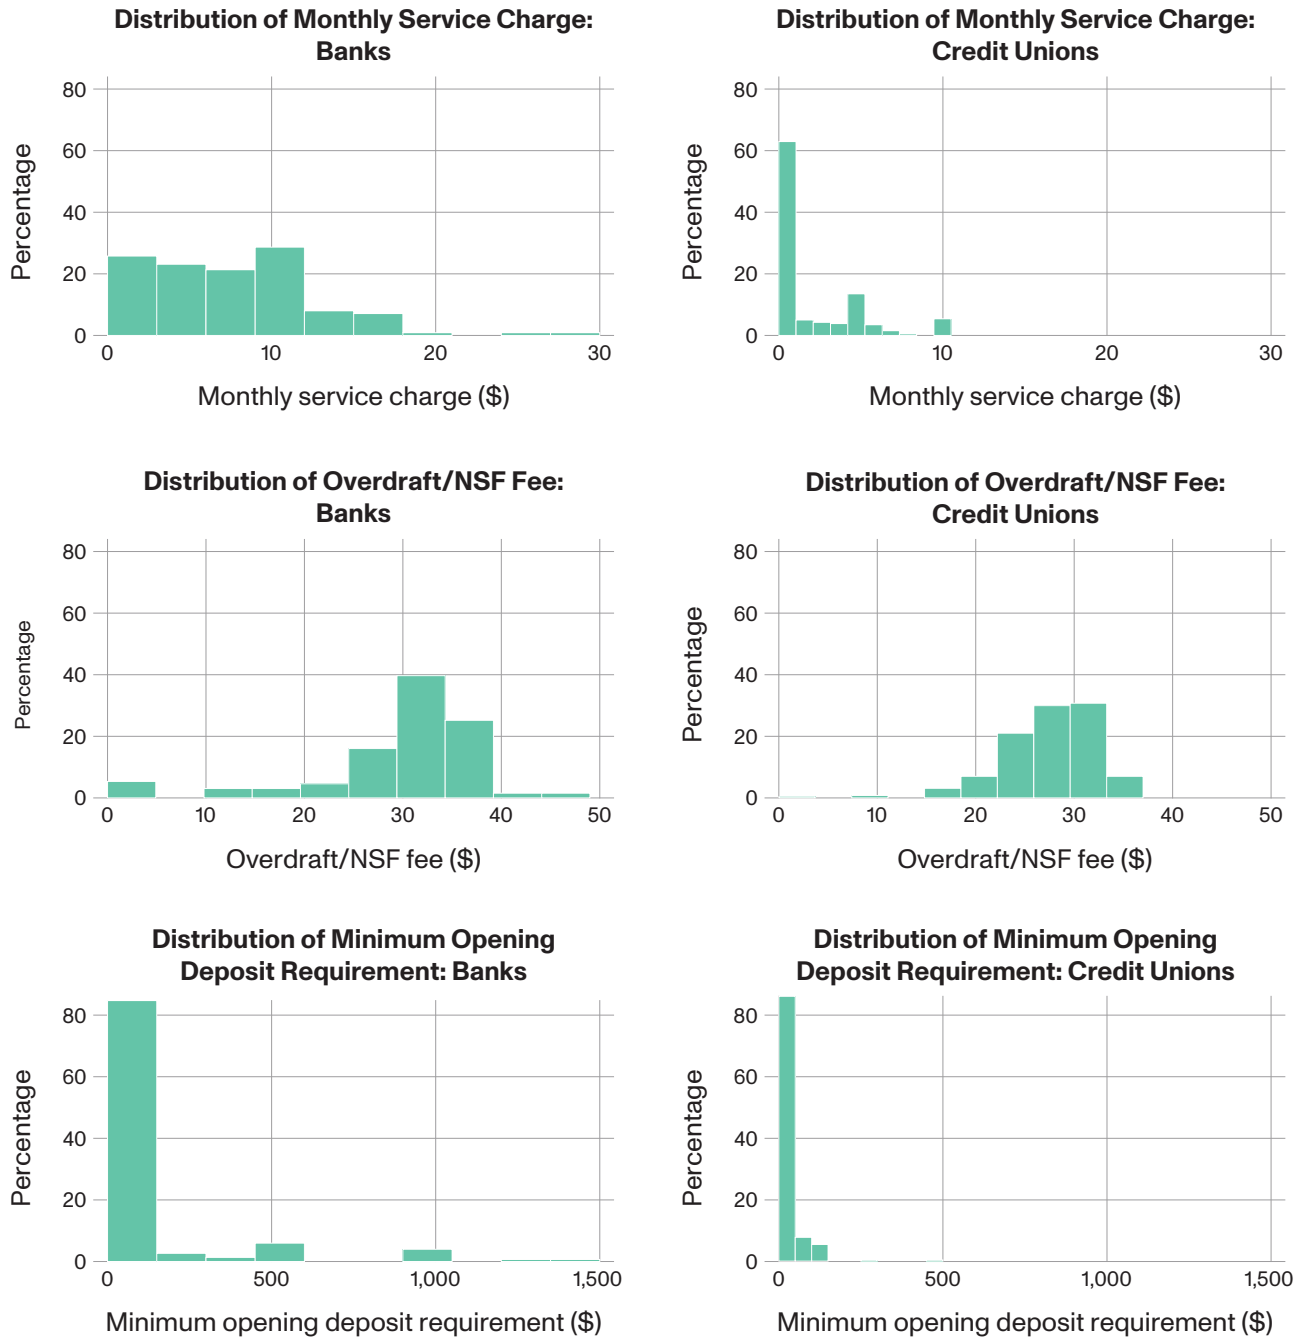 Distribution of Monthly Service Charge:
Banks
Percentage
80
60
40
20
0
0 10 20 30
Monthly service charge ($)
Distribution of Monthly Service Charge:
Credit Unions
Percentage
80
60
40
20
0
0 10 20 30
Monthly service charge ($)
Distribution of Overdraft/NSF Fee:
Banks
Percentage
80
60
40
20
0
0 10 20 30 40 50
Overdraft/NSF fee ($)
Distribution of Overdraft/NSF Fee:
Credit Unions
Percentage
80
60
40
20
0
0 10 20 30 40 50
Overdraft/NSF fee ($)
Distribution of Minimum Opening
Deposit Requirement: Banks
Percentage
80
60
40
20
0
0 500 1,000 1,500
Minimum opening deposit requirement ($)
Distribution of Minimum Opening
Deposit Requirement: Credit Unions
Percentage
80
60
40
20
0
0 500 1,000 1,500
Minimum opening deposit requirement ($)